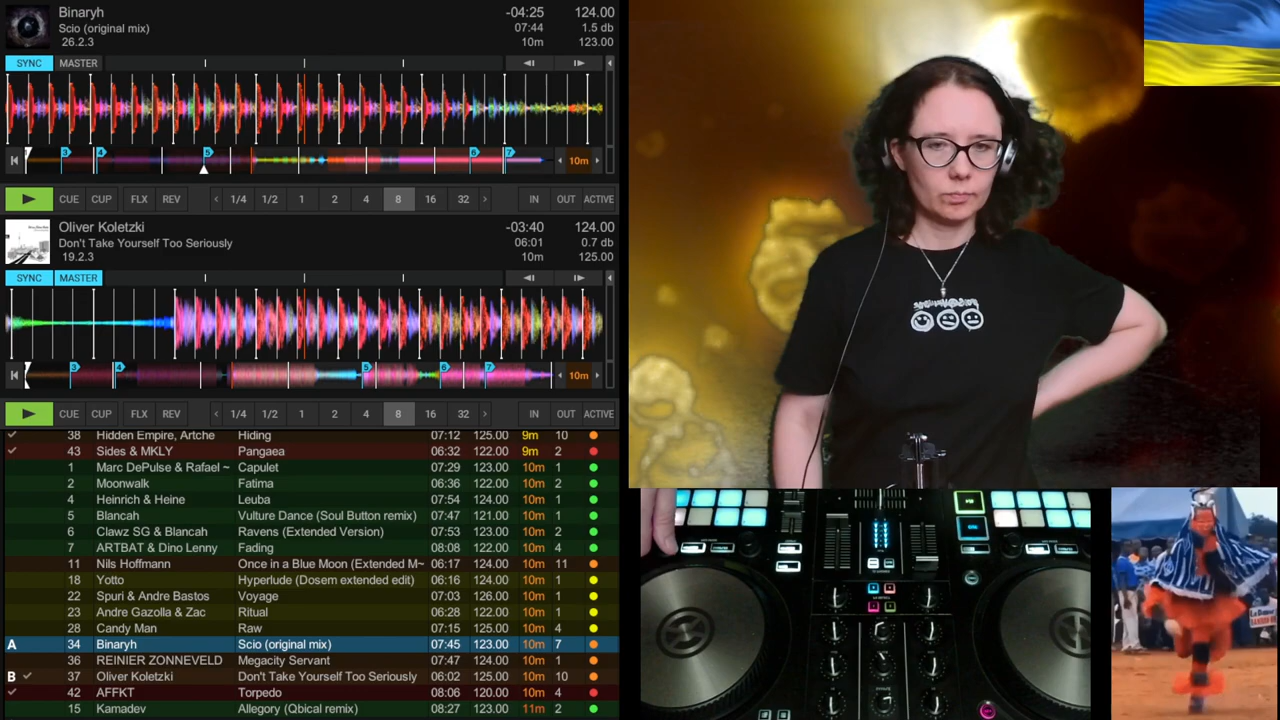 Binaryh -04:25 124.00
Scio (original mix) 07:44 1.5 db
26.2.3 10m 123.00
SYNC MASTER
3 4 5 6 7 10m
CUE CUP FLX REV 1/4 1/2 1 2 4 8 16 32 IN OUT ACTIVE
Oliver Koletzki -03:40 124.00
Don't Take Yourself Too Seriously 06:01 0.7 db
19.2.3 10m 125.00
SYNC MASTER
3 4 5 6 7 10m
CUE CUP FLX REV 1/4 1/2 1 2 4 8 16 32 IN OUT ACTIVE
38 Hidden Empire, Artche Hiding 07:12 125.00 9m 10
43 Sides & MKLY Pangaea 06:32 122.00 9m 2
1 Marc DePulse & Rafael ~ Capulet 07:29 123.00 10m 1
2 Moonwalk Fatima 06:36 122.00 10m 2
4 Heinrich & Heine Leuba 07:54 124.00 10m 1
5 Blancah Vulture Dance (Soul Button remix) 07:47 121.00 10m 1
6 Clawz SG & Blancah Ravens (Extended Version) 07:53 123.00 10m 2
7 ARTBAT & Dino Lenny Fading 08:08 122.00 10m 4
11 Nils Hoffmann Once in a Blue Moon (Extended M~ 06:17 124.00 10m 11
18 Yotto Hyperlude (Dosem extended edit) 06:16 124.00 10m 1
22 Spuri & Andre Bastos Voyage 07:03 126.00 10m 1
23 Andre Gazolla & Zac Ritual 06:28 122.00 10m 1
28 Candy Man Raw 07:15 125.00 10m 4
A 34 Binaryh Scio (original mix) 07:45 123.00 10m 7
36 REINIER ZONNEVELD Megacity Servant 07:47 124.00 10m 1
B 37 Oliver Koletzki Don't Take Yourself Too Seriously 06:02 125.00 10m 10
42 AFFKT Torpedo 08:06 120.00 10m 4
15 Kamadev Allegory (Qbical remix) 08:27 123.00 11m 2